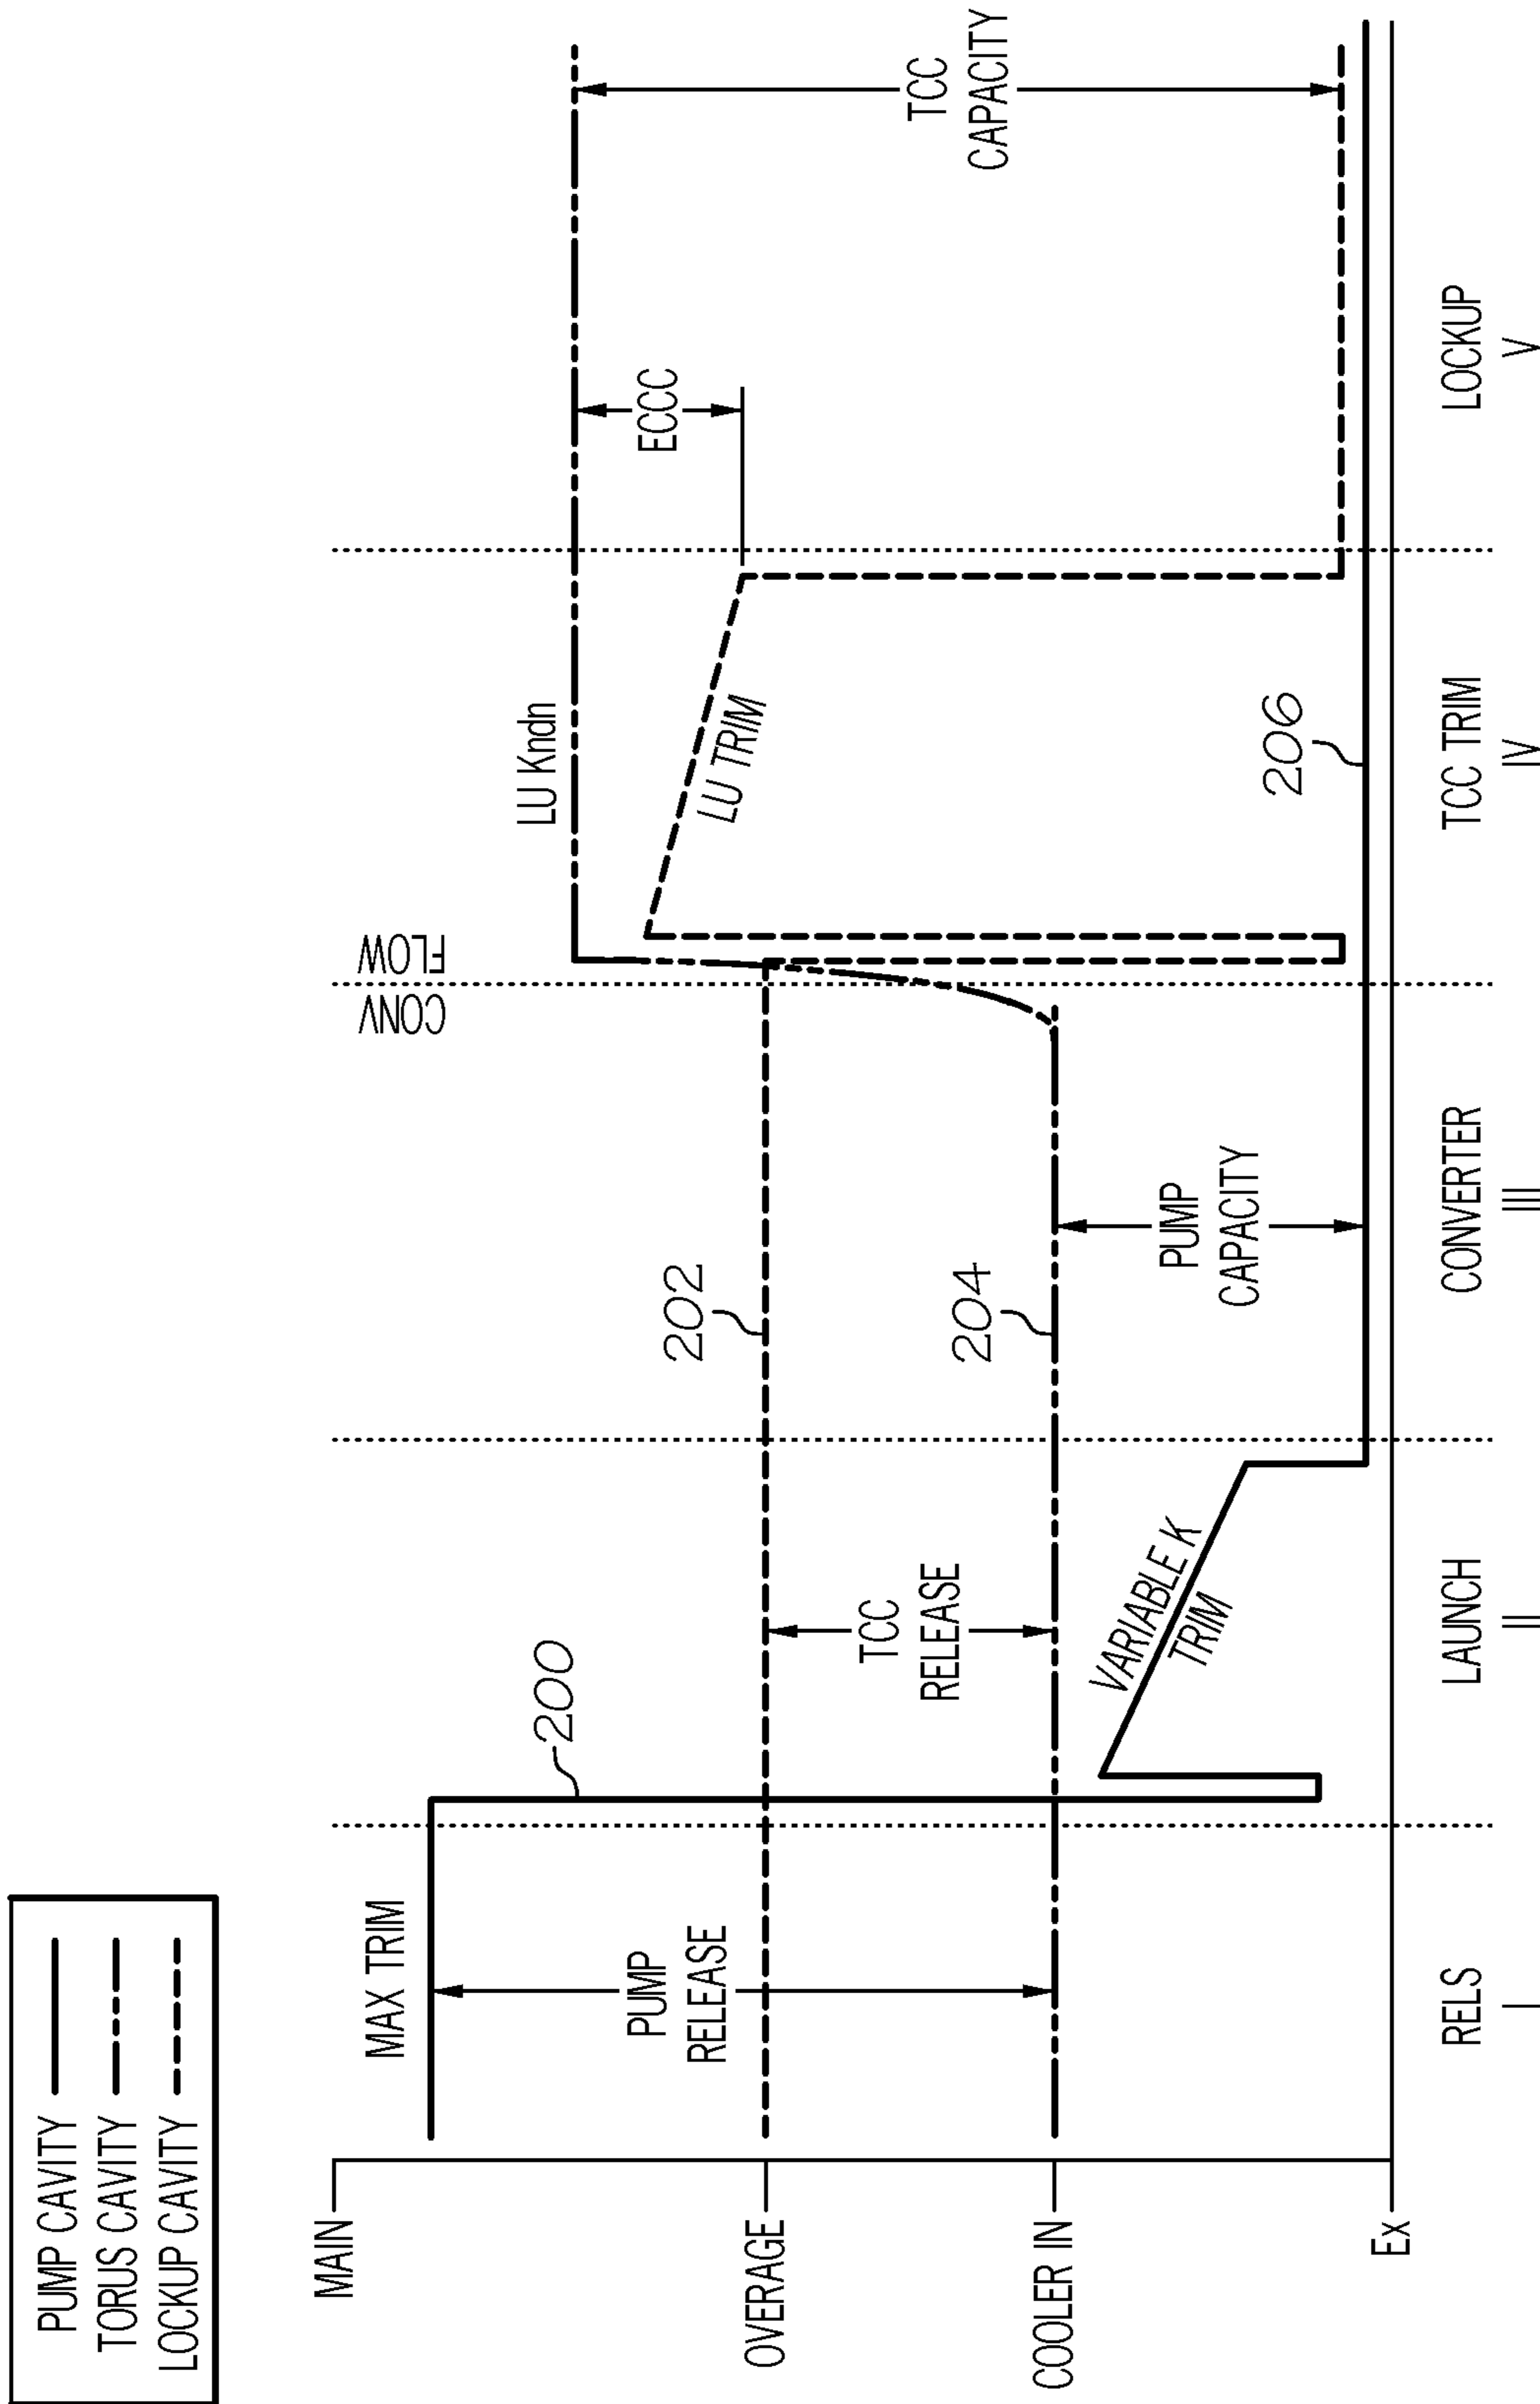 PUMP CAVITY
TORUS CAVITY
LOCKUP CAVITY
MAIN
OVERAGE
COOLER IN
Ex
MAX TRIM
PUMP
RELEASE
200
TCC
RELEASE
VARIABLE K
TRIM
202
204
PUMP
CAPACITY
CONV
FLOW
LU Kndn
LU TRIM
206
ECCC
TCC
CAPACITY
RELS
LAUNCH
CONVERTER
TCC TRIM
LOCKUP
I
II
III
IV
V